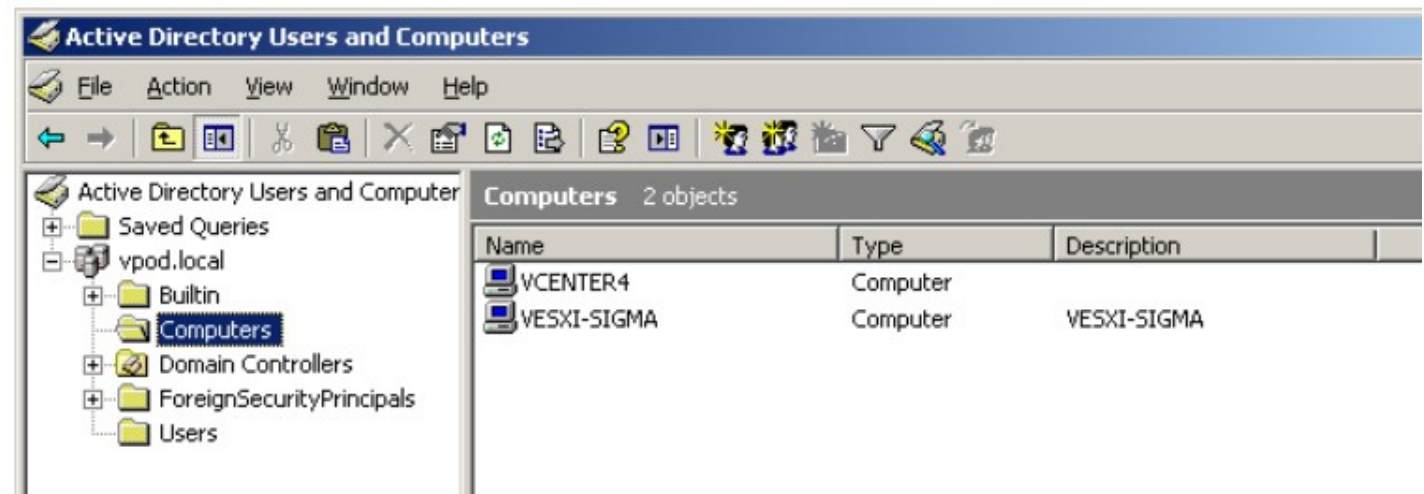 Active Directory Users and Computers
File Action View Window Help
Active Directory Users and Computer
Saved Queries
vpod.local
Builtin
Computers
Domain Controllers
ForeignSecurityPrincipals
Users
Computers 2 objects
Name Type Description
VCENTER4 Computer
VESXI-SIGMA Computer VESXI-SIGMA